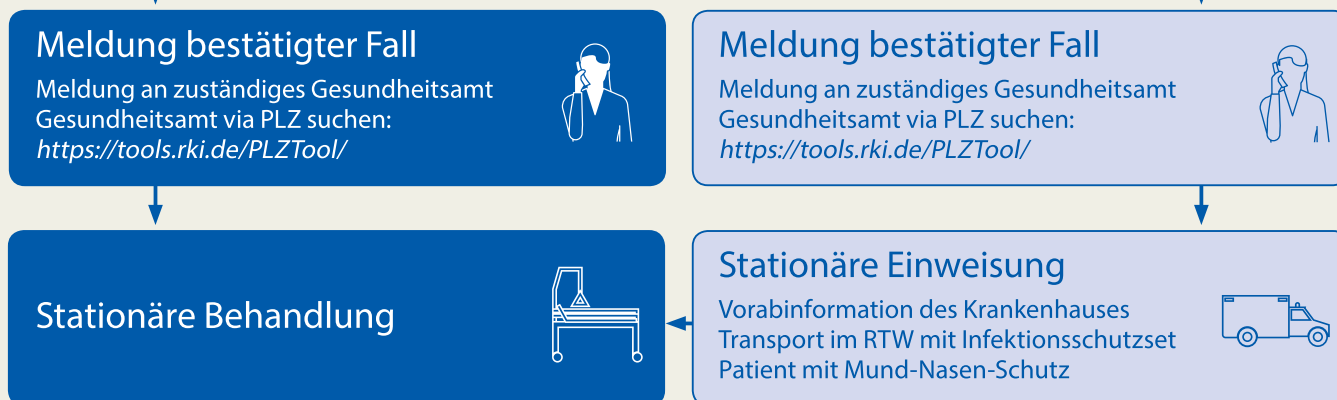 Meldung bestätigter Fall
Meldung an zuständiges Gesundheitsamt
Gesundheitsamt via PLZ suchen:
https://tools.rki.de/PLZTool/
Meldung bestätigter Fall
Meldung an zuständiges Gesundheitsamt
Gesundheitsamt via PLZ suchen:
https://tools.rki.de/PLZTool/
Stationäre Behandlung
Stationäre Einweisung
Vorabinformation des Krankenhauses
Transport im RTW mit Infektionsschutzset
Patient mit Mund-Nasen-Schutz